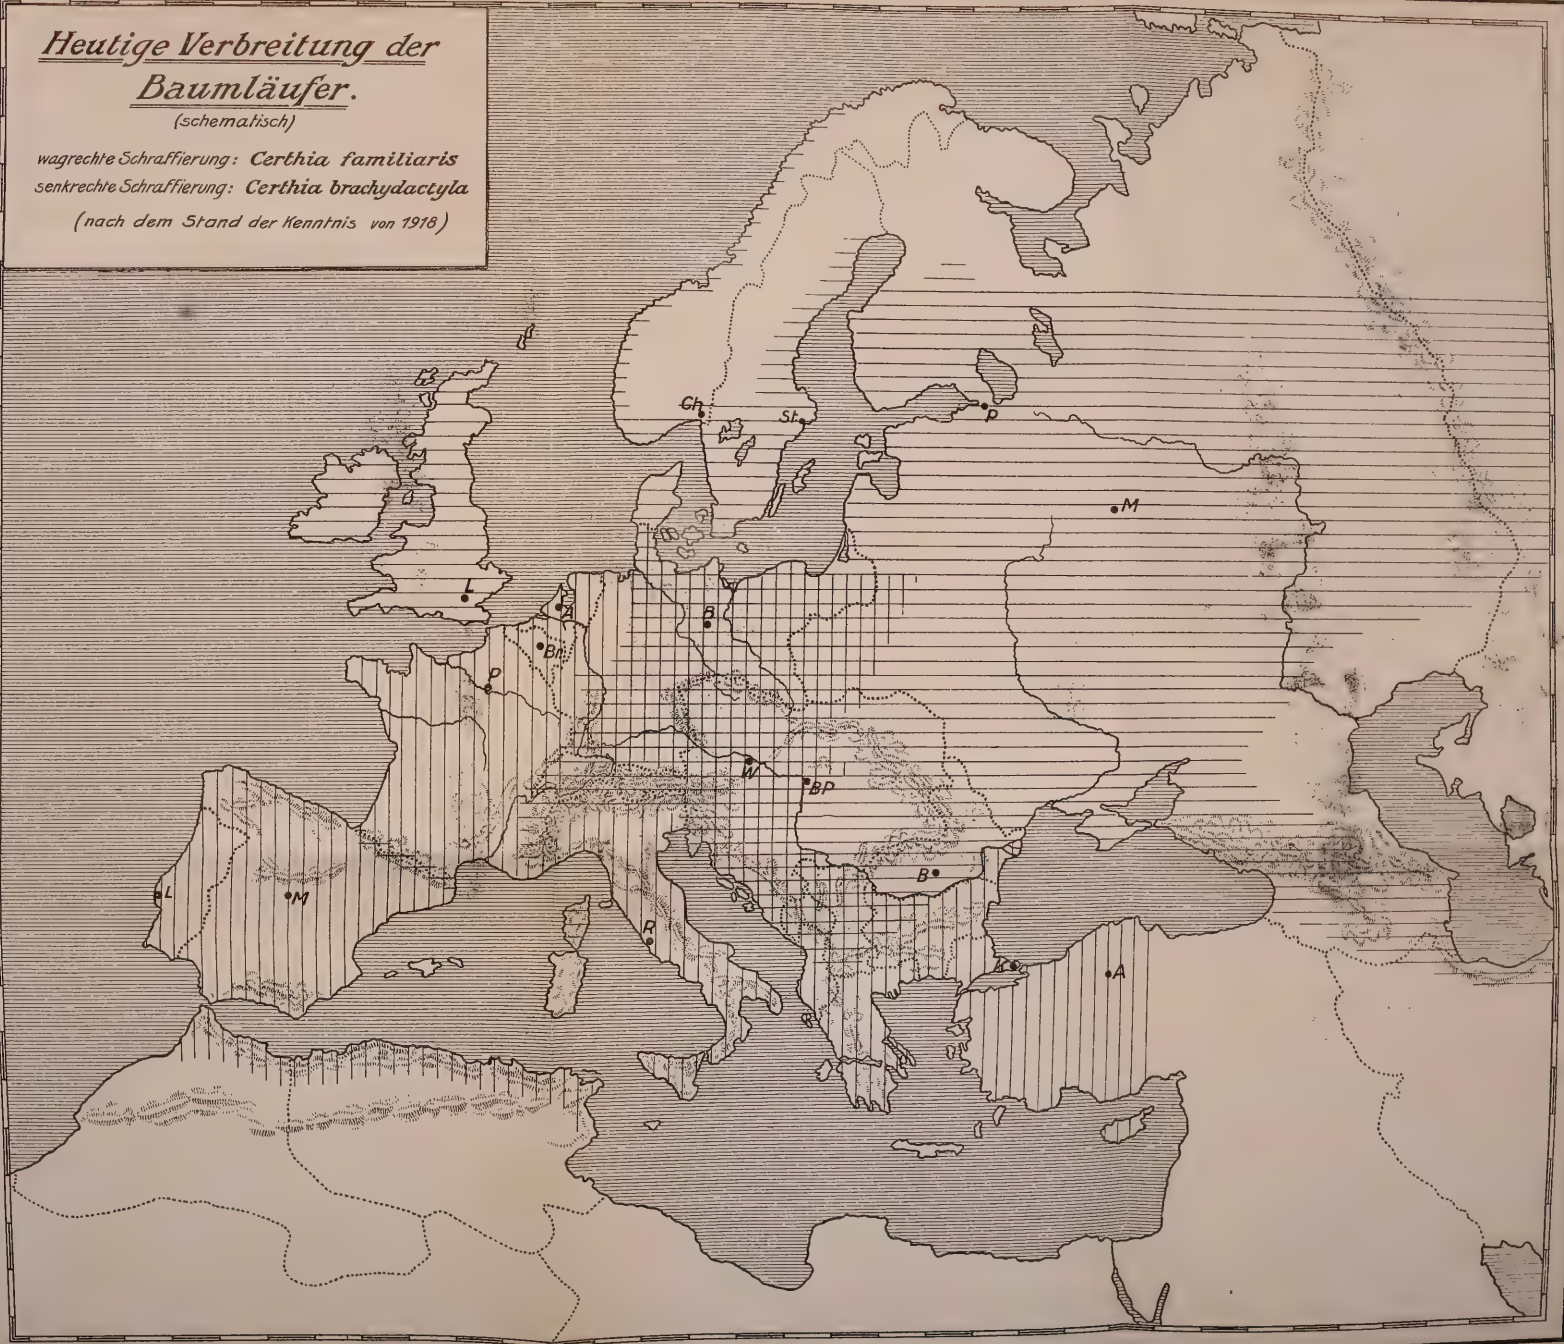 Heutige Verbreitung der
Baumläufer.
(schematisch)
wagrechte Schraffierung: Certhia familiaris
senkrechte Schraffierung: Certhia brachydactyla
(nach dem Stand der Kenntnis von 1918)
Ch.
St.
P
M
L
A
B
Br.
P
W
BP
B
L
M
R
K
A